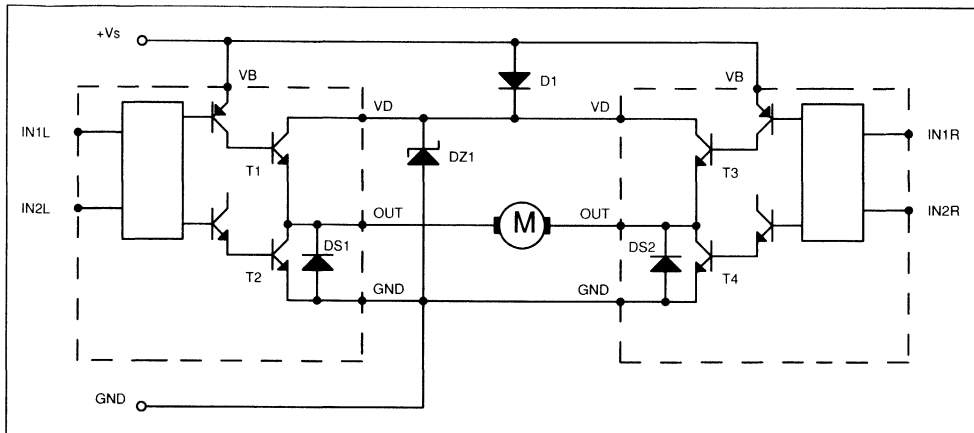 +Vs
VB
D1
VB
VD
VD
IN1L
IN1R
T1
DZ1
T3
IN2L
IN2R
OUT
M
OUT
DS1
DS2
T2
T4
GND
GND
GND